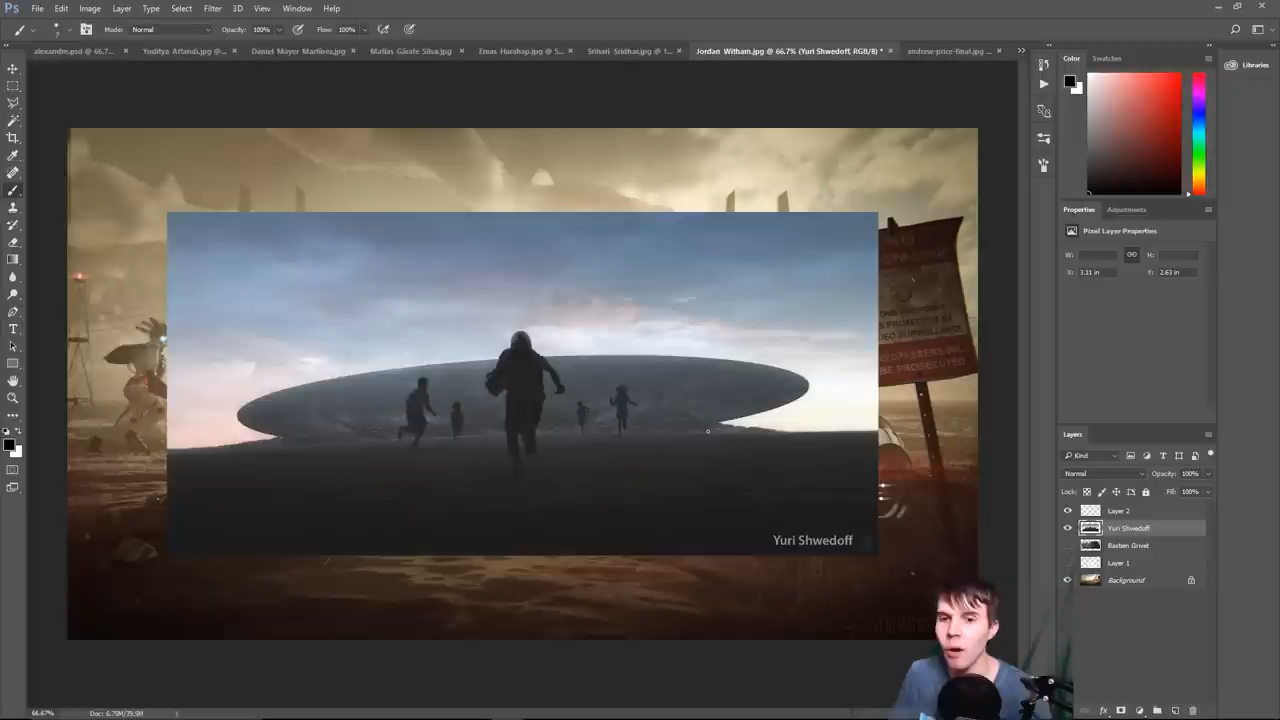 Ps File Edit Image Layer Type Select Filter 3D View Window Help
Mode: Normal Opacity: 100% Flow: 100%
alexandre.psd @ 66.7% ... Yuditya Affandi.jpg @... Daniel Mayer Martinez.jpg Matias Gárate Silva.jpg Emas Harahap.jpg @ 5... Srihari Sridhar.jpg @ 1... Jordan Witham.jpg @ 66.7% (Yuri Shwedoff, RGB/8) * andrew-price-final.jpg ...
Color Swatches
Libraries
Properties Adjustments
Pixel Layer Properties
W: H:
X: 3.11 in Y: 2.63 in
TRESPASSERS WILL
BE PROSECUTED
Yuri Shwedoff
Layers
Kind
Normal Opacity: 100%
Lock: Fill: 100%
Layer 2
Yuri Shwedoff
Bastien Grivet
Layer 1
Background
66.67% Doc: 6.75M/39.5M